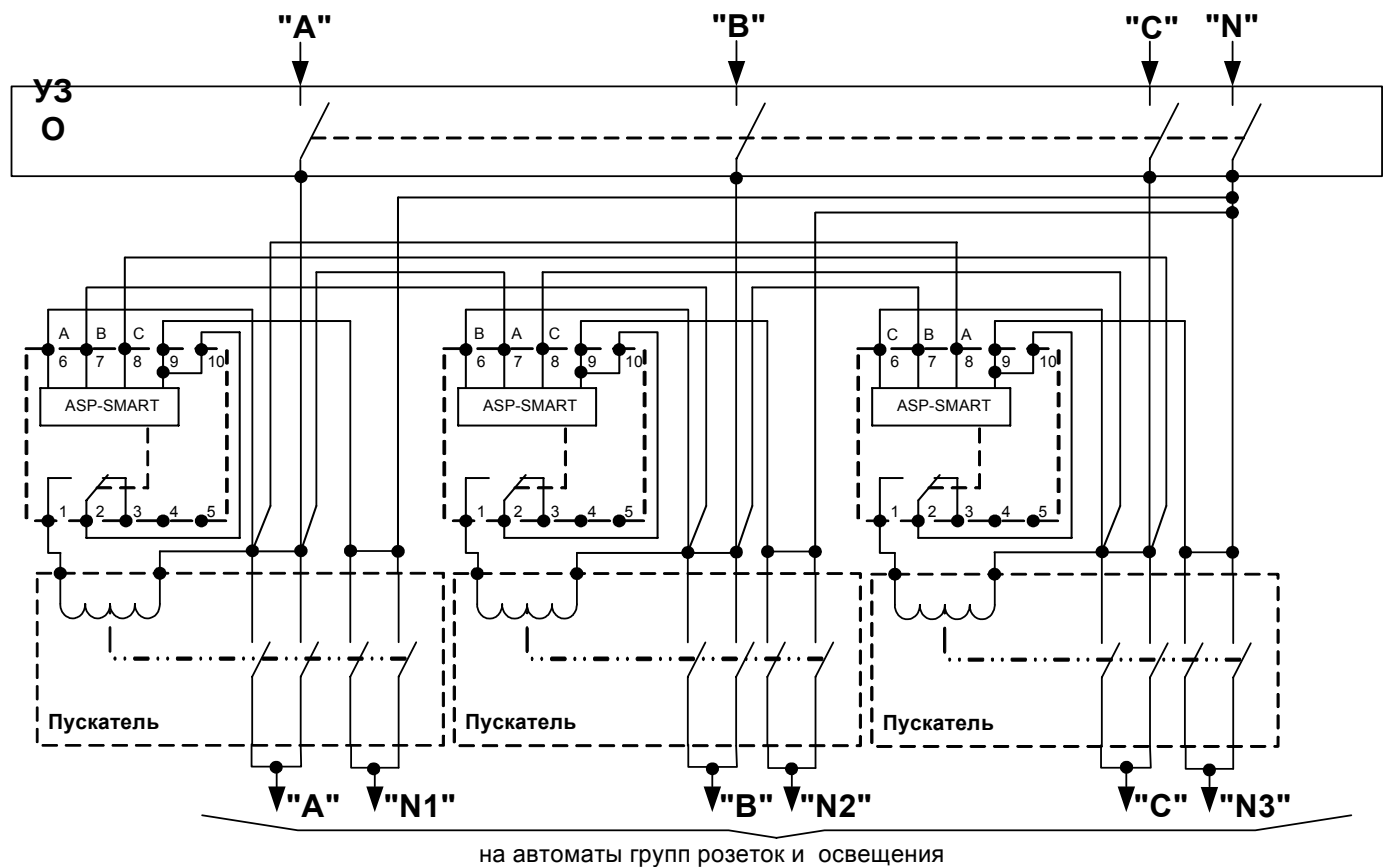 "A" "B" "C" "N"
УЗ
О
A B C B A C C B A
6 7 8 9 10 6 7 8 9 10 6 7 8 9 10
ASP-SMART ASP-SMART ASP-SMART
1 2 3 4 5 1 2 3 4 5 1 2 3 4 5
Пускатель Пускатель Пускатель
"A" "N1" "B" "N2" "C" "N3"
на автоматы групп розеток и освещения